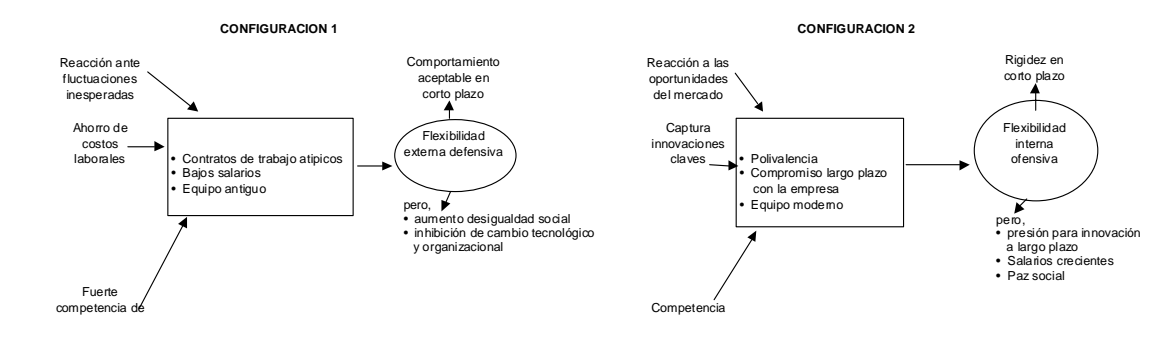 CONFIGURACION 1
Reacción ante
fluctuaciones
inesperadas
Ahorro de
costos
laborales
Fuerte
competencia de
• Contratos de trabajo atipicos
• Bajos salarios
• Equipo antiguo
Comportamiento
aceptable en
corto plazo
Flexibilidad
externa defensiva
pero,
• aumento desigualdad social
• inhibición de cambio tecnológico
y organizacional
CONFIGURACION 2
Reacción a las
oportunidades
del mercado
Captura
innovaciones
claves
Competencia
• Polivalencia
• Compromiso largo plazo
con la empresa
• Equipo moderno
Rigidez en
corto plazo
Flexibilidad
interna
ofensiva
pero,
• presión para innovación
a largo plazo
• Salarios crecientes
• Paz social